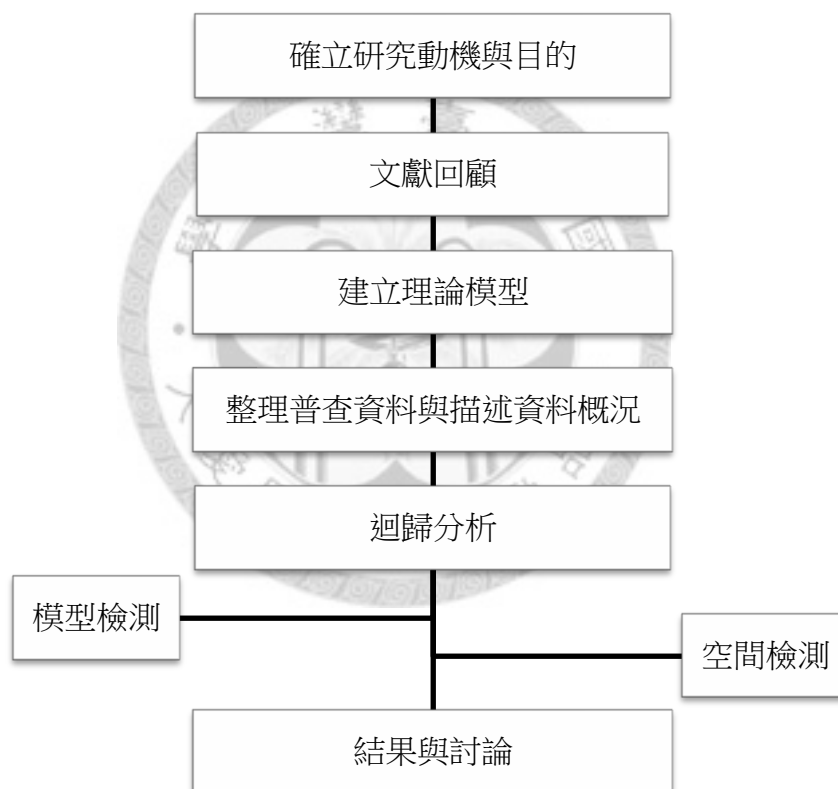 確立研究動機與目的
文獻回顧
建立理論模型
整理普查資料與描述資料概況
迴歸分析
模型檢測
空間檢測
結果與討論